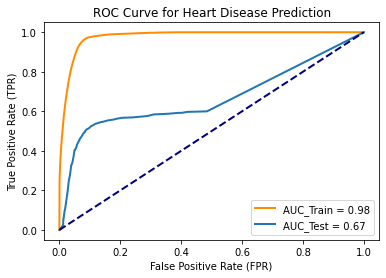 ROC Curve for Heart Disease Prediction
True Positive Rate (TPR)
1.0
0.8
0.6
0.4
0.2
0.0
AUC_Train = 0.98
AUC_Test = 0.67
0.0 0.2 0.4 0.6 0.8 1.0
False Positive Rate (FPR)